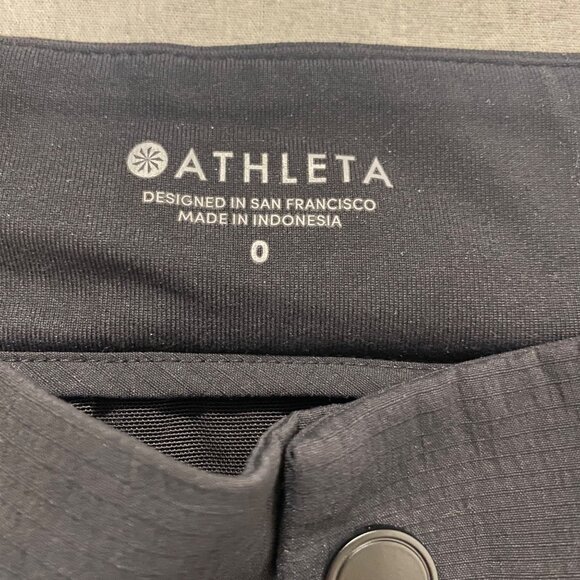 ATHLETA
DESIGNED IN SAN FRANCISCO
MADE IN INDONESIA
0